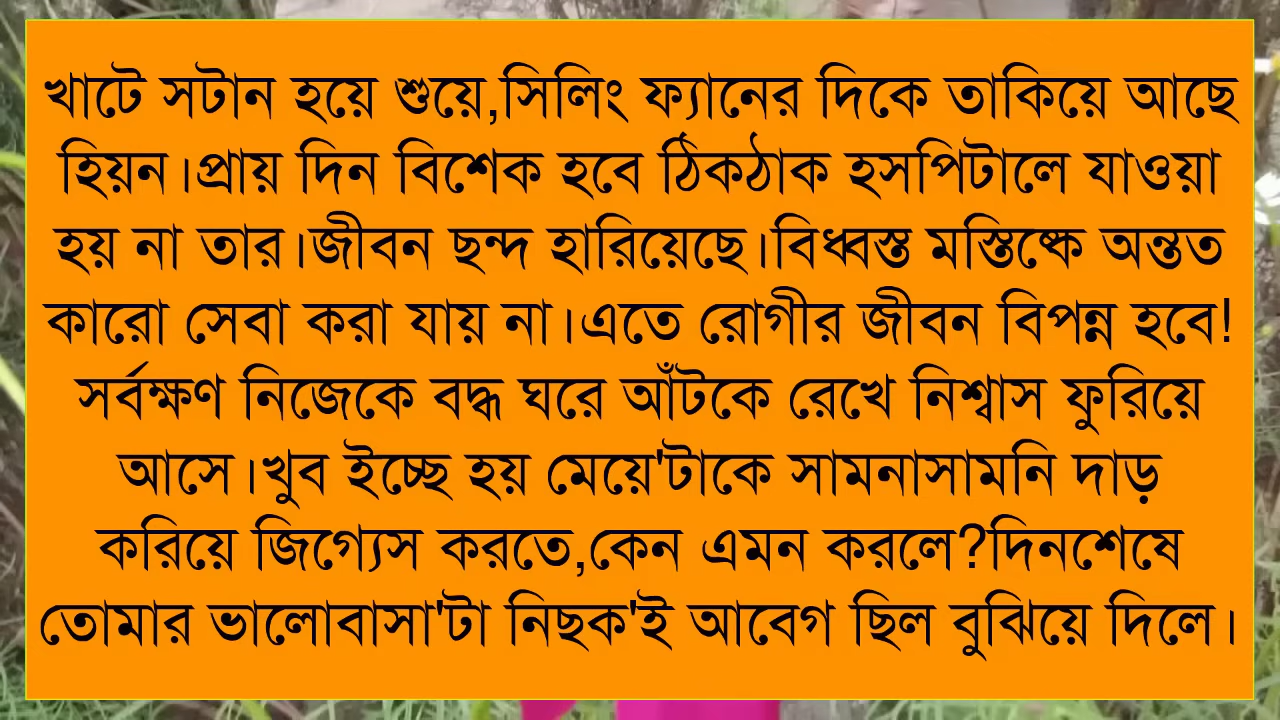 খাটে সটান হয়ে শুয়ে,সিলিং ফ্যানের দিকে তাকিয়ে আছে
হিয়ন।প্রায় দিন বিশেক হবে ঠিকঠাক হসপিটালে যাওয়া
হয় না তার।জীবন ছন্দ হারিয়েছে।বিধ্বস্ত মস্তিষ্কে অন্তত
কারো সেবা করা যায় না।এতে রোগীর জীবন বিপন্ন হবে!
সর্বক্ষণ নিজেকে বদ্ধ ঘরে আঁটকে রেখে নিশ্বাস ফুরিয়ে
আসে।খুব ইচ্ছে হয় মেয়ে'টাকে সামনাসামনি দাড়
করিয়ে জিগ্যেস করতে,কেন এমন করলে?দিনশেষে
তোমার ভালোবাসা'টা নিছক'ই আবেগ ছিল বুঝিয়ে দিলে।